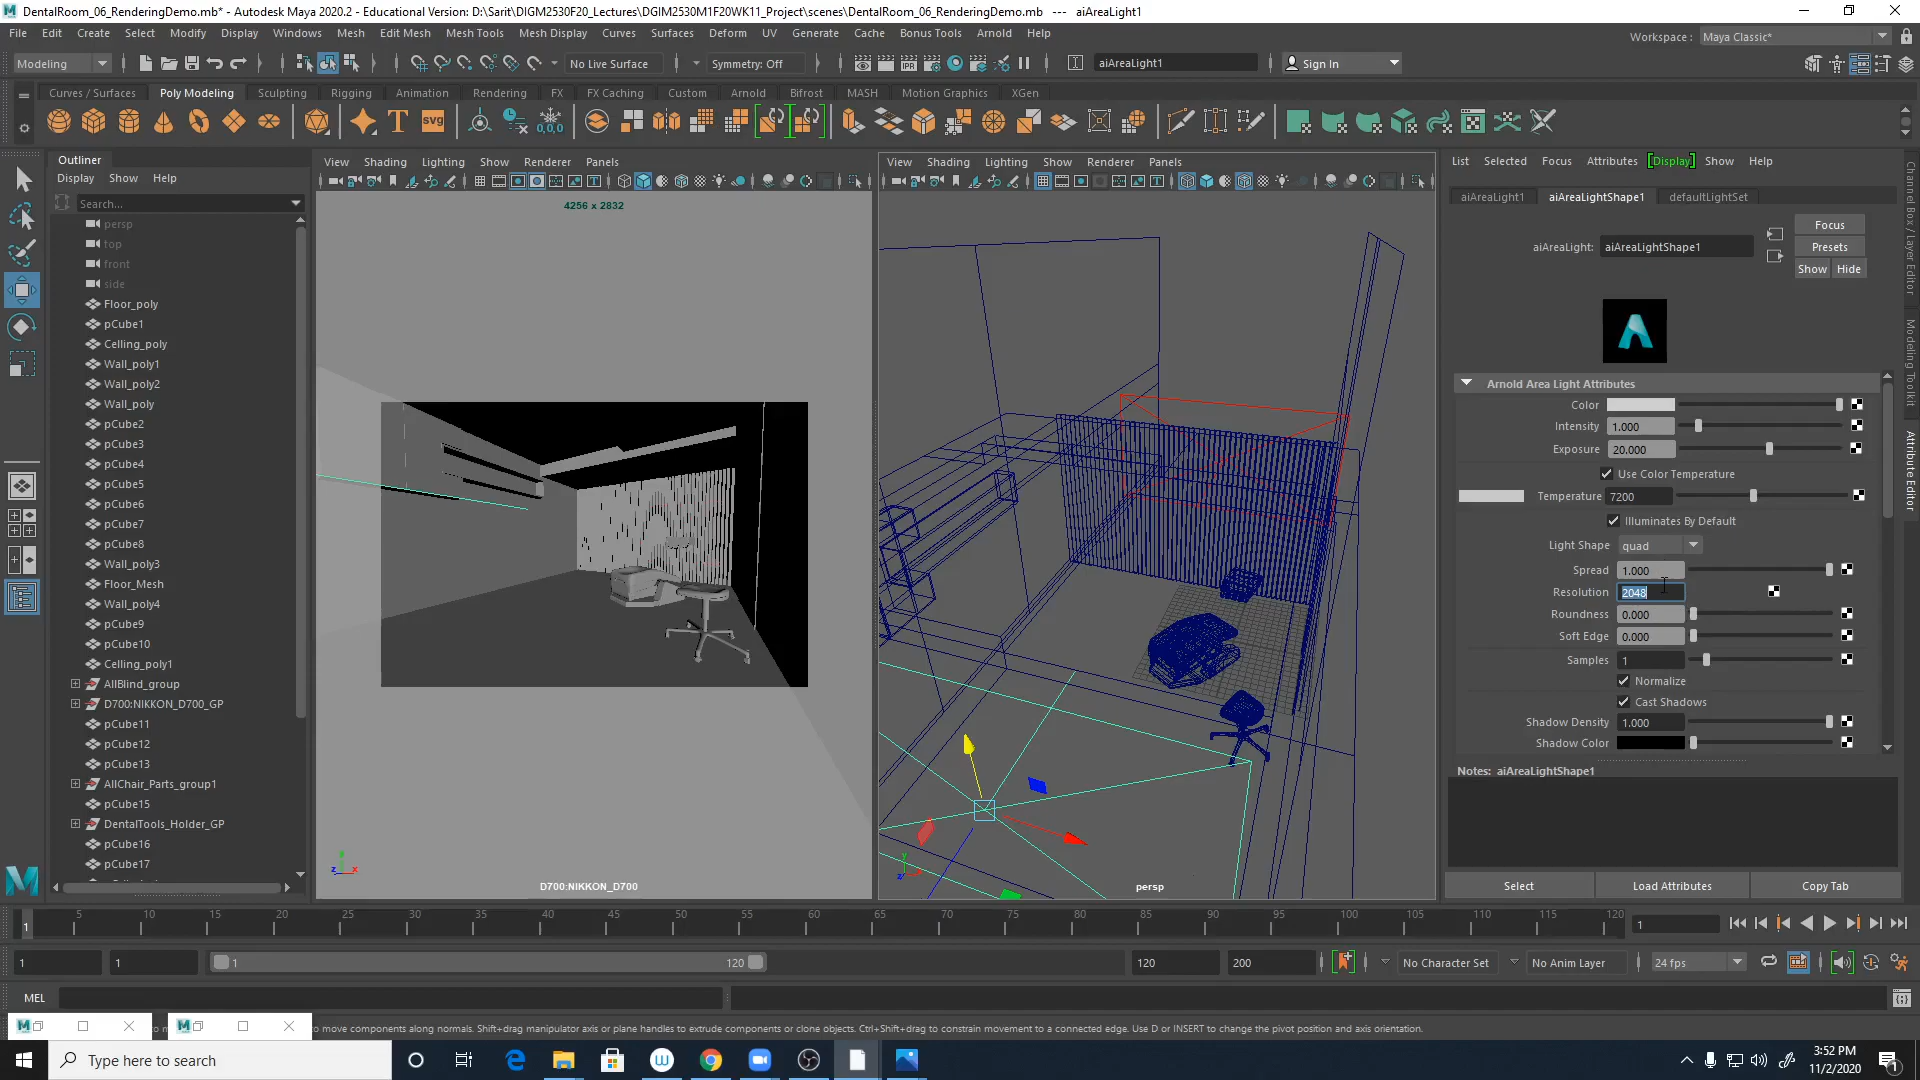 DentalRoom_06_RenderingDemo.mb* - Autodesk Maya 2020.2 - Educational Version: D:\Sarit\DIGM2530F20_Lectures\DGIM2530M1F20WK11_Project\scenes\DentalRoom_06_RenderingDemo.mb --- aiAreaLight1
File Edit Create Select Modify Display Windows Mesh Edit Mesh Mesh Tools Mesh Display Curves Surfaces Deform UV Generate Cache Bonus Tools Arnold Help
Workspace : Maya Classic*
Modeling
No Live Surface
Symmetry: Off
aiAreaLight1
Sign In
Curves / Surfaces Poly Modeling Sculpting Rigging Animation Rendering FX FX Caching Custom Arnold Bifrost MASH Motion Graphics XGen
Outliner
Display Show Help
Search...
persp
top
front
side
Floor_poly
pCube1
Celling_poly
Wall_poly1
Wall_poly2
Wall_poly
pCube2
pCube3
pCube4
pCube5
pCube6
pCube7
pCube8
Wall_poly3
Floor_Mesh
Wall_poly4
pCube9
pCube10
Celling_poly1
AllBlind_group
D700:NIKKON_D700_GP
pCube11
pCube12
pCube13
AllChair_Parts_group1
pCube15
DentalTools_Holder_GP
pCube16
pCube17
View Shading Lighting Show Renderer Panels
4256 x 2832
D700:NIKKON_D700
View Shading Lighting Show Renderer Panels
persp
List Selected Focus Attributes [Display] Show Help
aiAreaLight1 aiAreaLightShape1 defaultLightSet
aiAreaLight: aiAreaLightShape1
Focus
Presets
Show Hide
Arnold Area Light Attributes
Color
Intensity 1.000
Exposure 20.000
Use Color Temperature
Temperature 7200
Illuminates By Default
Light Shape quad
Spread 1.000
Resolution 2048
Roundness 0.000
Soft Edge 0.000
Samples 1
Normalize
Cast Shadows
Shadow Density 1.000
Shadow Color
Notes: aiAreaLightShape1
Select Load Attributes Copy Tab
Channel Box / Layer Editor
Modeling Toolkit
Attribute Editor
1 5 10 15 20 25 30 35 40 45 50 55 60 65 70 75 80 85 90 95 100 105 110 115 120
1
1 1 1 120 120 200
No Character Set
No Anim Layer
24 fps
MEL
to move components along normals. Shift+drag manipulator axis or plane handles to extrude components or clone objects. Ctrl+Shift+drag to constrain movement to a connected edge. Use D or INSERT to change the pivot position and axis orientation.
Type here to search
3:52 PM
11/2/2020